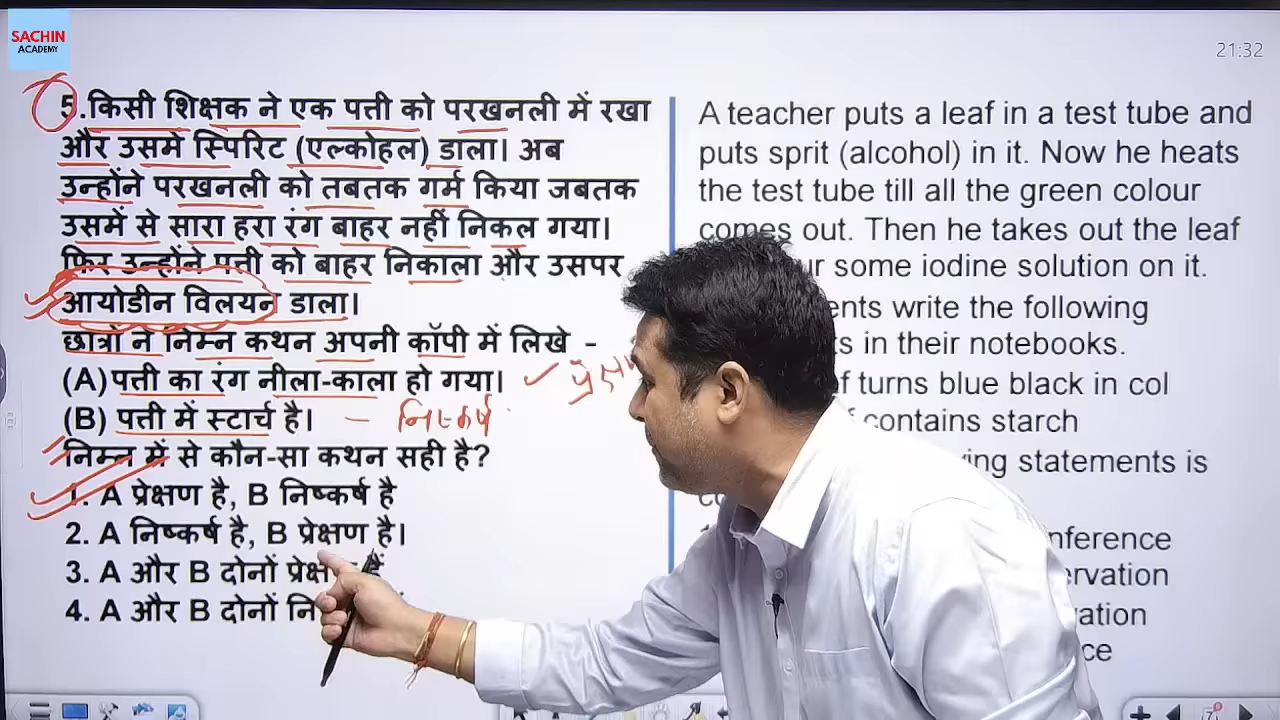 SACHIN
ACADEMY
21:32
5.किसी शिक्षक ने एक पत्ती को परखनली में रखा
और उसमें स्पिरिट (एल्कोहल) डाला। अब
उन्होंने परखनली को तबतक गर्म किया जबतक
उसमें से सारा हरा रंग बाहर नहीं निकल गया।
फिर उन्होंने पत्ती को बाहर निकाला और उसपर
आयोडीन विलयन डाला।
छात्रों ने निम्न कथन अपनी कॉपी में लिखे -
(A) पत्ती का रंग नीला-काला हो गया।
(B) पत्ती में स्टार्च है। – निष्कर्ष
निम्न में से कौन-सा कथन सही है?
1. A प्रेक्षण है, B निष्कर्ष है
2. A निष्कर्ष है, B प्रेक्षण है।
3. A और B दोनों
4. A और B दोनों
A teacher puts a leaf in a test tube and
puts sprit (alcohol) in it. Now he heats
the test tube till all the green colour
comes out. Then he takes out the leaf
some iodine solution on it.
write the following
in their notebooks.
turns blue black in col
contains starch
statements is